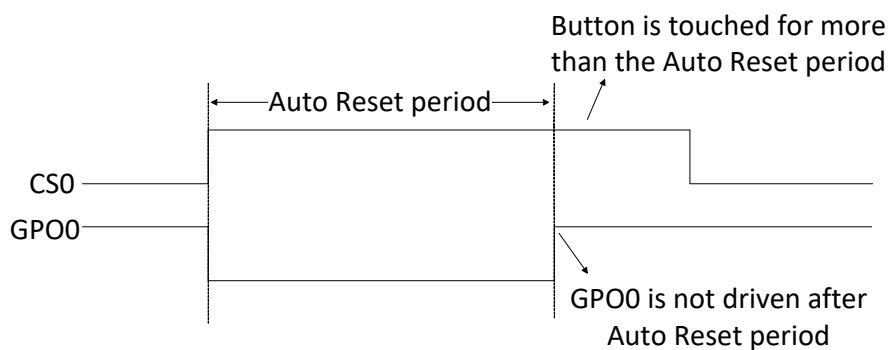 Button is touched for more
than the Auto Reset period
Auto Reset period
CS0
GPO0
GPO0 is not driven after
Auto Reset period